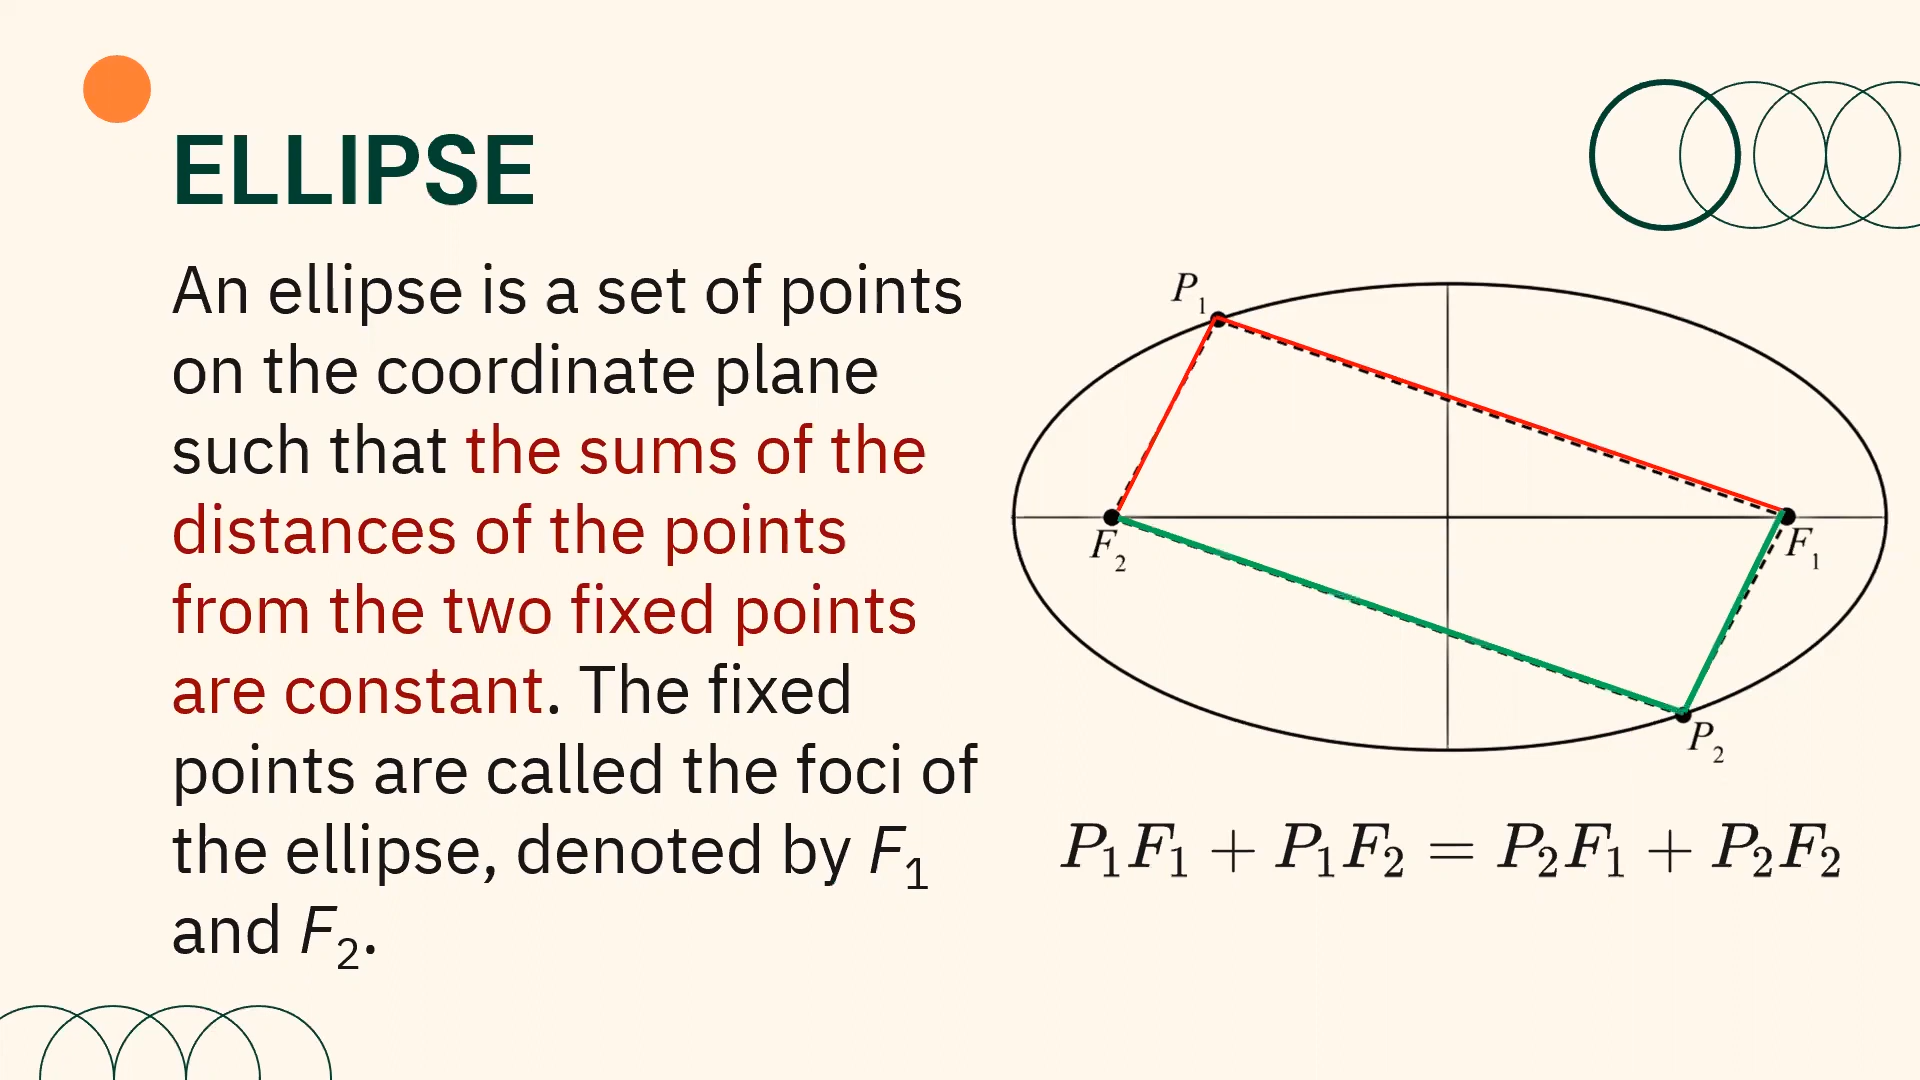 ELLIPSE
An ellipse is a set of points
on the coordinate plane
such that the sums of the
distances of the points
from the two fixed points
are constant. The fixed
points are called the foci of
the ellipse, denoted by F₁
and F₂.
P₁
F₂
F₁
P₂
P₁F₁ + P₁F₂ = P₂F₁ + P₂F₂